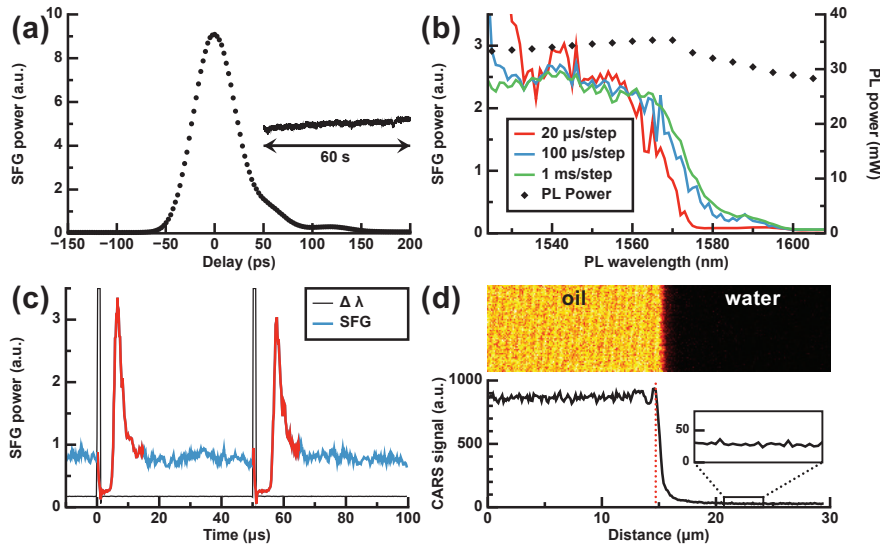 (a)
SFG power (a.u.)
9
8
6
4
2
0
60 s
−150 −100 −50 0 50 100 150 200
Delay (ps)
(b)
SFG power (a.u.)
3
2
1
0
20 µs/step
100 µs/step
1 ms/step
PL Power
40
30
20
10
0
PL power
(mW)
1540 1560 1580 1600
PL wavelength (nm)
(c)
SFG power (a.u.)
3
2
1
0
Δ λ
SFG
0 20 40 60 80 100
Time (µs)
(d)
oil water
CARS signal (a.u.)
1000
500
0
50
0
0 10 20 30
Distance (µm)